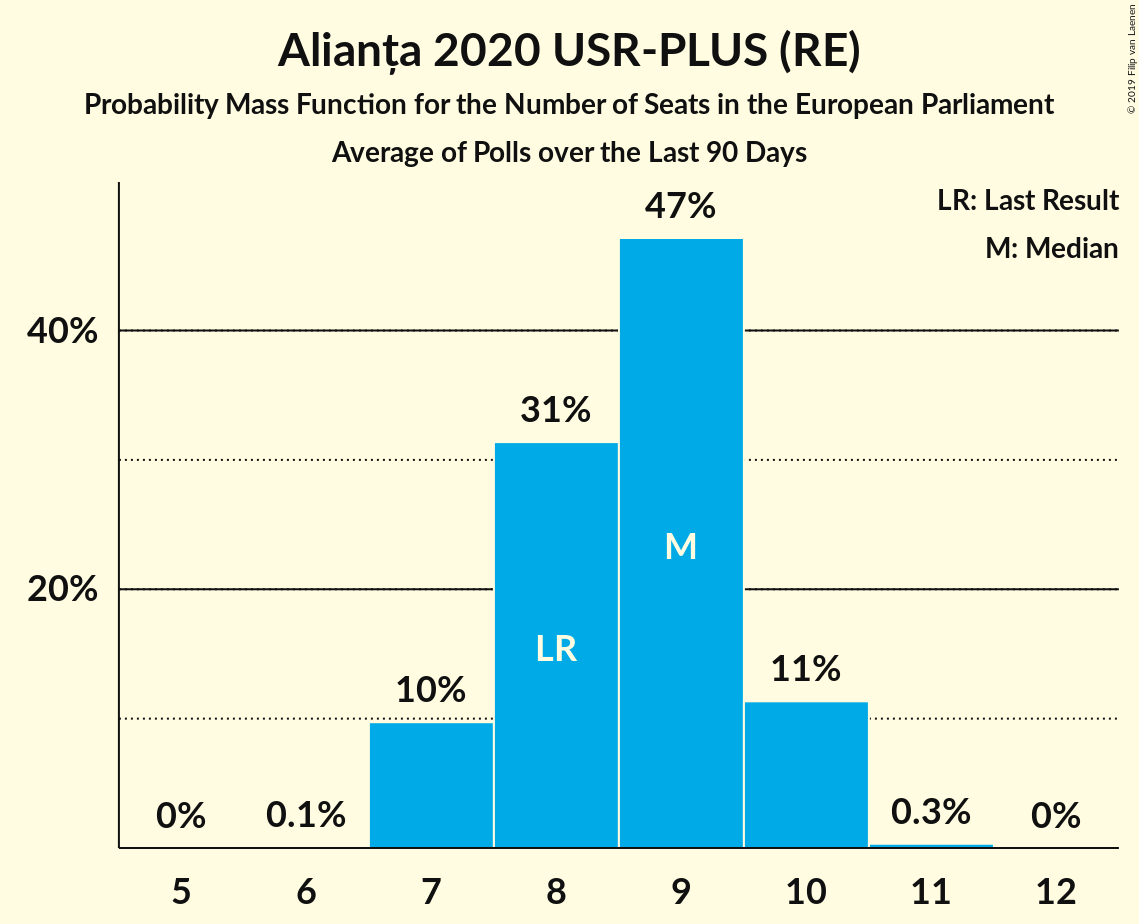 Alianța 2020 USR-PLUS (RE)
Probability Mass Function for the Number of Seats in the European Parliament
Average of Polls over the Last 90 Days
© 2019 Filip van Laenen
LR: Last Result
M: Median
47%
40%
31%
M
20%
LR
11%
10%
0%
0.1%
0.3%
0%
5 6 7 8 9 10 11 12